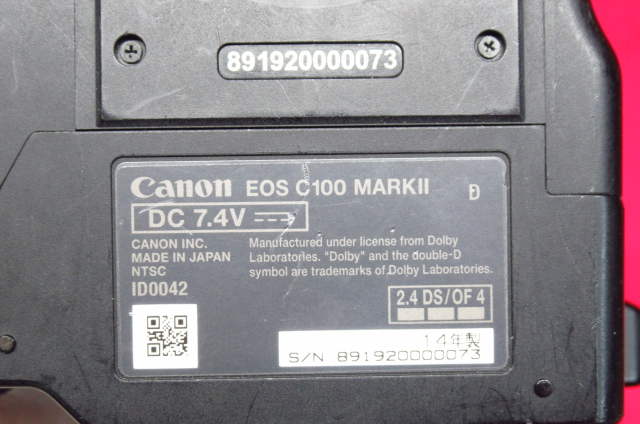 891920000073
Canon EOS C100 MARKII
DC 7.4V
CANON INC.
MADE IN JAPAN
NTSC
ID0042
Manufactured under license from Dolby
Laboratories. "Dolby" and the double-D
symbol are trademarks of Dolby Laboratories.
2.4 DS/OF 4
14年製
S/N 891920000073